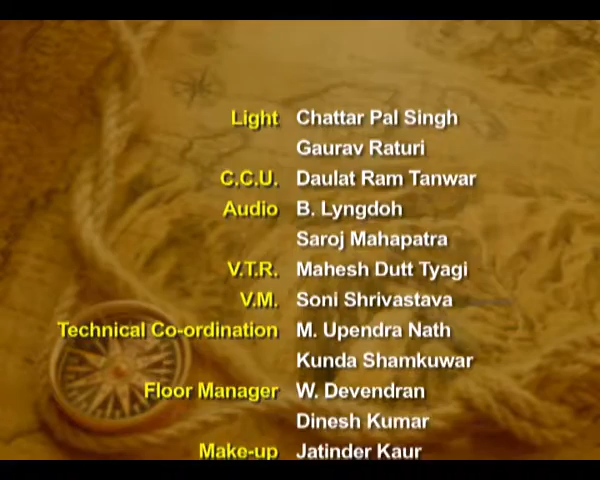 Light Chattar Pal Singh
Gaurav Raturi
C.C.U. Daulat Ram Tanwar
Audio B. Lyngdoh
Saroj Mahapatra
V.T.R. Mahesh Dutt Tyagi
V.M. Soni Shrivastava
Technical Co-ordination M. Upendra Nath
Kunda Shamkuwar
Floor Manager W. Devendran
Dinesh Kumar
Make-up Jatinder Kaur